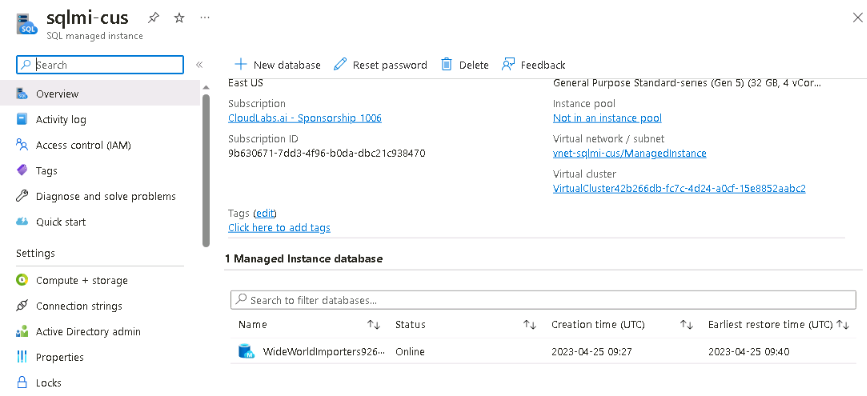 sqlmi-cus
SQL managed instance
Search
Overview
Activity log
Access control (IAM)
Tags
Diagnose and solve problems
Quick start
Settings
Compute + storage
Connection strings
Active Directory admin
Properties
Locks
New database Reset password Delete Feedback
East US General Purpose Standard-series (Gen 5) (32 GB, 4 vCor...
Subscription Instance pool
CloudLabs.ai - Sponsorship 1006 Not in an instance pool
Subscription ID Virtual network / subnet
9b630671-7dd3-4f96-b0da-dbc21c938470 vnet-sqlmi-cus/ManagedInstance
Virtual cluster
VirtualCluster42b266db-fc7c-4d24-a0cf-15e8852aabc2
Tags (edit)
Click here to add tags
1 Managed Instance database
Search to filter databases...
Name Status Creation time (UTC) Earliest restore time (UTC)
WideWorldImporters926... Online 2023-04-25 09:27 2023-04-25 09:40